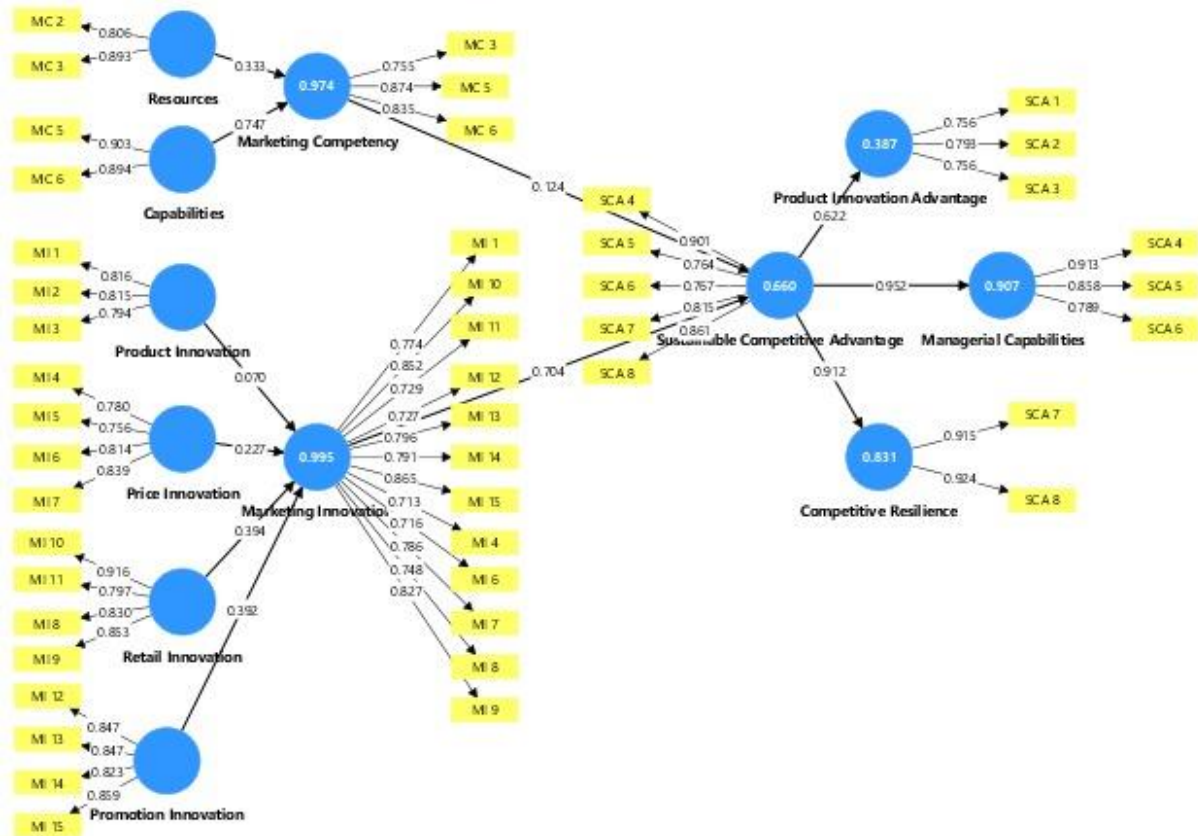 MC 2
0.806
MC 3
0.893
Resources
0.333
MC 5
0.903
MC 6
0.894
Capabilities
0.747
0.974
Marketing Competency
0.755
MC 3
0.874
MC 5
0.835
MC 6
0.124
MI 1
0.816
MI 2
0.815
MI 3
0.794
Product Innovation
0.070
MI 4
0.780
MI 5
0.756
MI 6
0.814
MI 7
0.839
Price Innovation
0.227
MI 10
0.916
MI 11
0.797
MI 8
0.830
MI 9
0.853
Retail Innovation
0.394
MI 12
0.847
MI 13
0.847
MI 14
0.823
MI 15
0.859
Promotion Innovation
0.392
0.995
Marketing Innovation
MI 1
0.774
MI 10
0.852
MI 11
0.729
MI 12
0.727
MI 13
0.796
MI 14
0.791
MI 15
0.865
MI 4
0.713
MI 6
0.716
MI 7
0.786
MI 8
0.748
MI 9
0.827
0.704
SCA 4
0.901
SCA 5
0.764
SCA 6
0.767
SCA 7
0.815
SCA 8
0.861
0.660
Sustainable Competitive Advantage
0.622
0.387
Product Innovation Advantage
0.756
SCA 1
0.793
SCA 2
0.756
SCA 3
0.952
0.907
Managerial Capabilities
0.913
SCA 4
0.858
SCA 5
0.789
SCA 6
0.912
0.831
Competitive Resilience
0.915
SCA 7
0.924
SCA 8